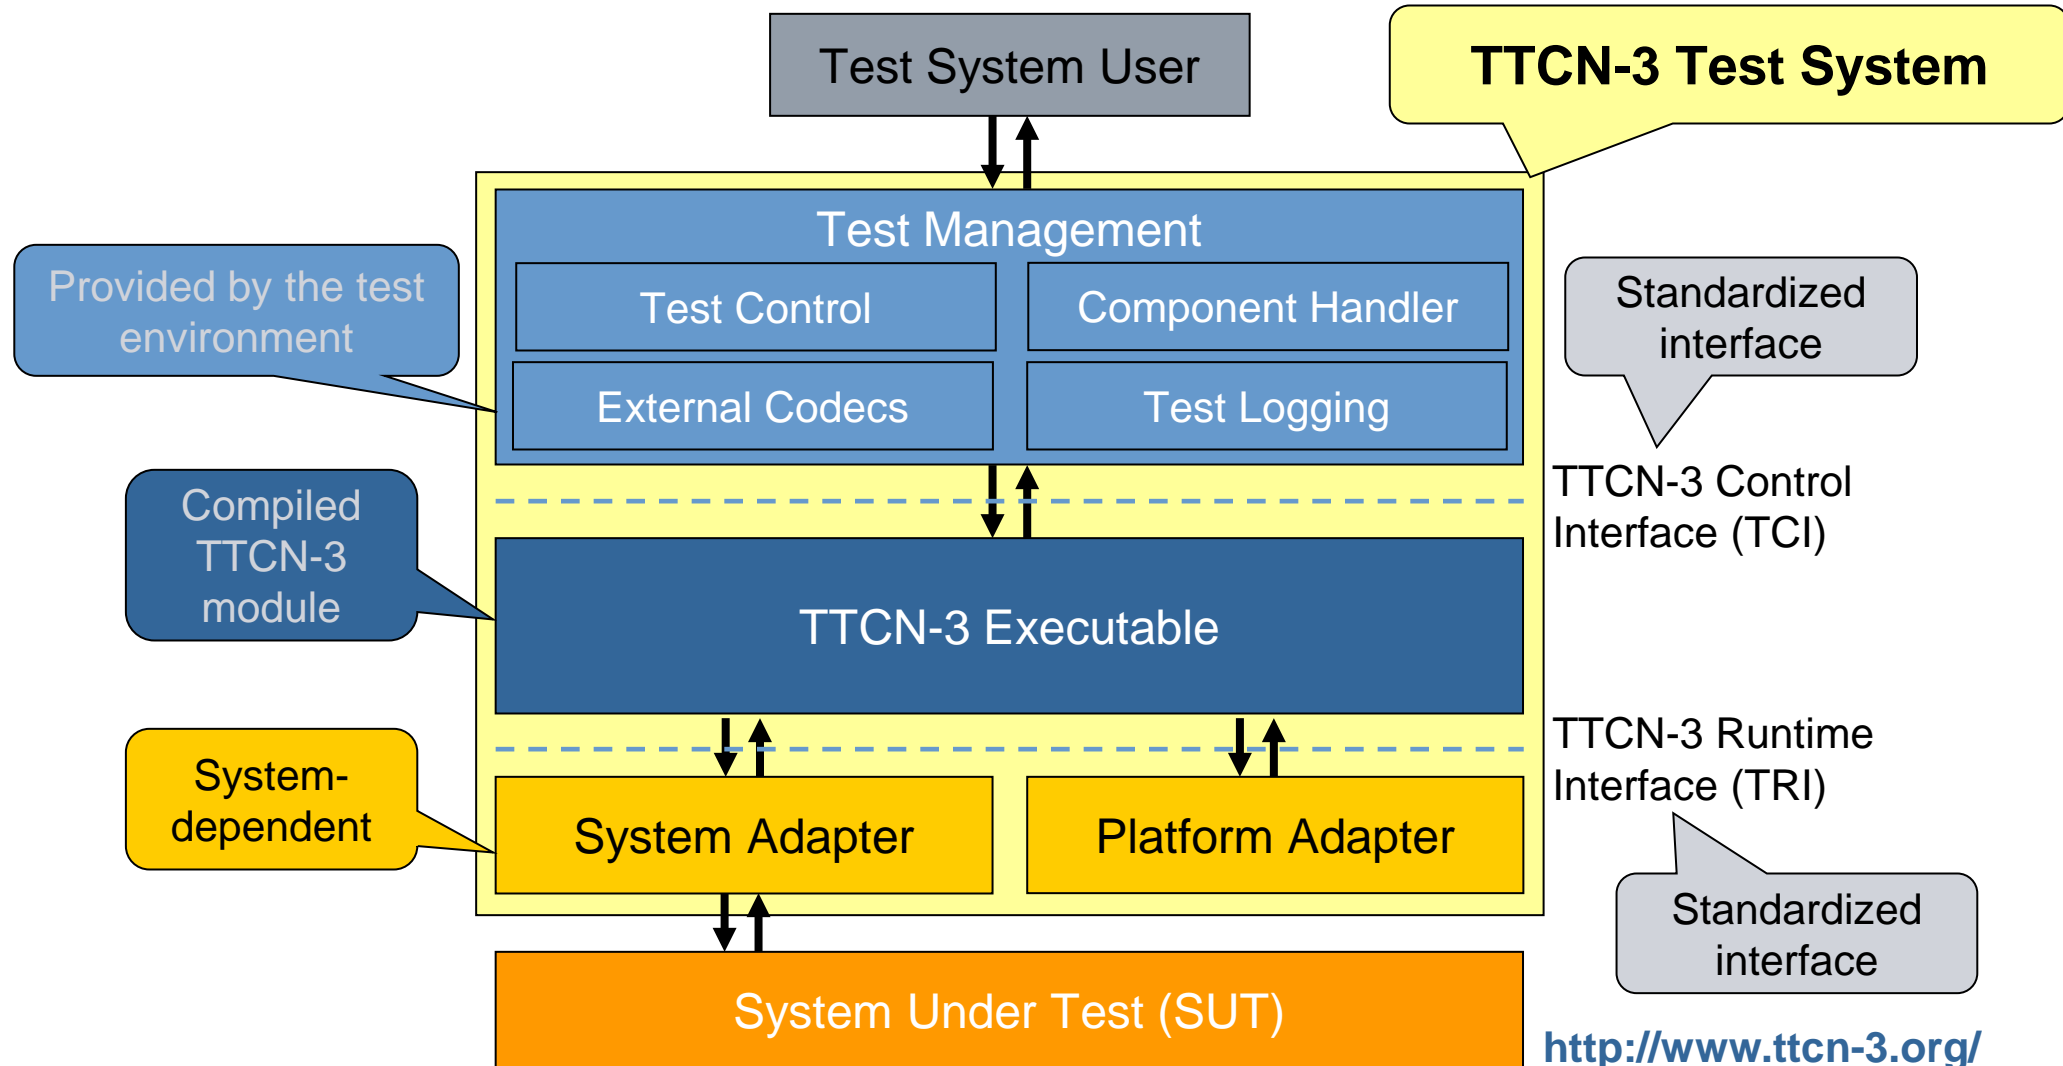 Test System User
TTCN-3 Test System
Test Management
Provided by the test
environment
Test Control
Component Handler
External Codecs
Test Logging
Standardized
interface
TTCN-3 Control
Interface (TCI)
Compiled
TTCN-3
module
TTCN-3 Executable
TTCN-3 Runtime
Interface (TRI)
System-
dependent
System Adapter
Platform Adapter
Standardized
interface
System Under Test (SUT)
http://www.ttcn-3.org/